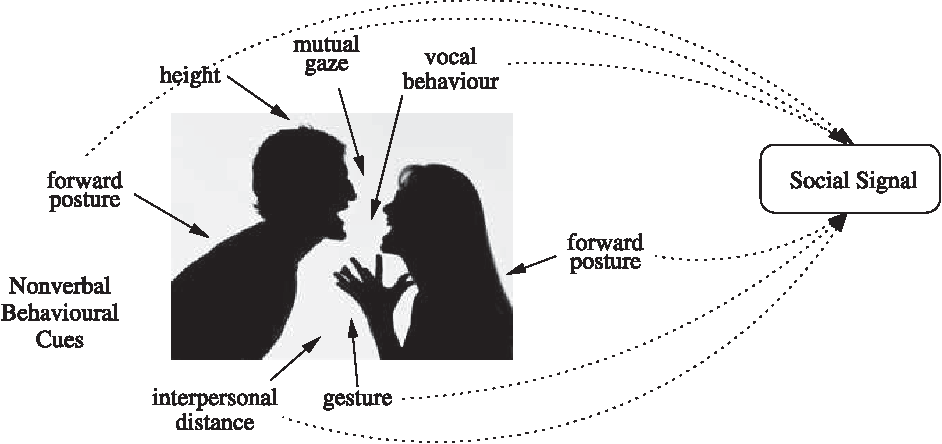 mutual
gaze
vocal
behaviour
height
forward
posture
Social Signal
forward
posture
Nonverbal
Behavioural
Cues
interpersonal
distance
gesture